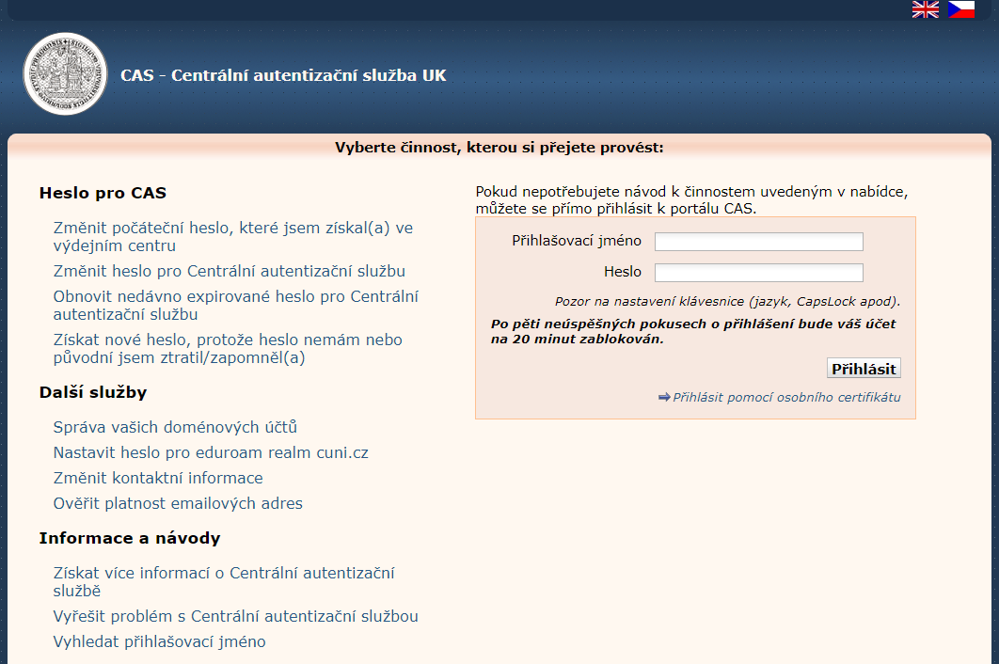 CAS - Centrální autentizační služba UK
Vyberte činnost, kterou si přejete provést:
Heslo pro CAS
Změnit počáteční heslo, které jsem získal(a) ve
výdejním centru
Změnit heslo pro Centrální autentizační službu
Obnovit nedávno expirované heslo pro Centrální
autentizační službu
Získat nové heslo, protože heslo nemám nebo
původní jsem ztratil/zapomněl(a)
Další služby
Správa vašich doménových účtů
Nastavit heslo pro eduroam realm cuni.cz
Změnit kontaktní informace
Ověřit platnost emailových adres
Informace a návody
Získat více informací o Centrální autentizační
službě
Vyřešit problém s Centrální autentizační službou
Vyhledat přihlašovací jméno
Pokud nepotřebujete návod k činnostem uvedeným v nabídce,
můžete se přímo přihlásit k portálu CAS.
Přihlašovací jméno
Heslo
Pozor na nastavení klávesnice (jazyk, CapsLock apod).
Po pěti neúspěšných pokusech o přihlášení bude váš účet
na 20 minut zablokován.
Přihlásit
Přihlásit pomocí osobního certifikátu